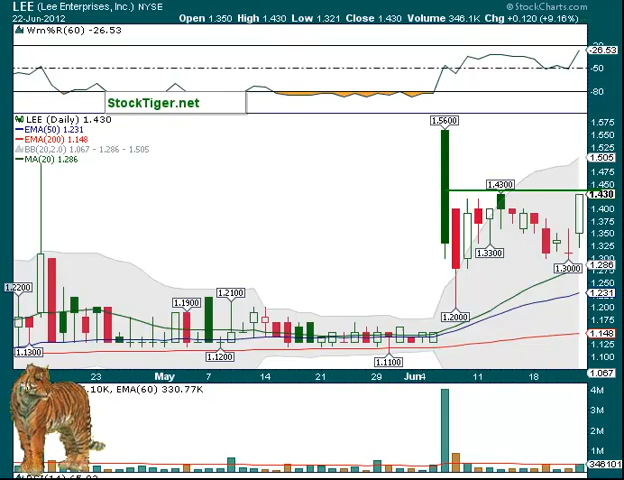 LEE (Lee Enterprises, Inc.) NYSE © StockCharts.com
22-Jun-2012 Open 1.350 High 1.430 Low 1.321 Close 1.430 Volume 346.1K Chg +0.120 (+9.16%)
Wm%R(60) -26.53
-20
-26.53
-50
-80
StockTiger.net
LEE (Daily) 1.430
EMA(50) 1.231
EMA(200) 1.148
BB(20,2.0) 1.067 - 1.286 - 1.505
MA(20) 1.286
1.5600
1.575
1.550
1.525
1.505
1.475
1.450
1.4300
1.430
1.400
1.375
1.350
1.3300
1.325
1.3000
1.300
1.286
1.2200
1.2100
1.250
1.231
1.1900
1.2000
1.200
1.175
1.148
1.1300
1.1200
1.1100
1.125
1.100
1.067
23 May 7 14 21 29 Jun 4 11 18
.10K, EMA(60) 330.77K
4M
3M
2M
1M
346101
RSI(14) 65.02